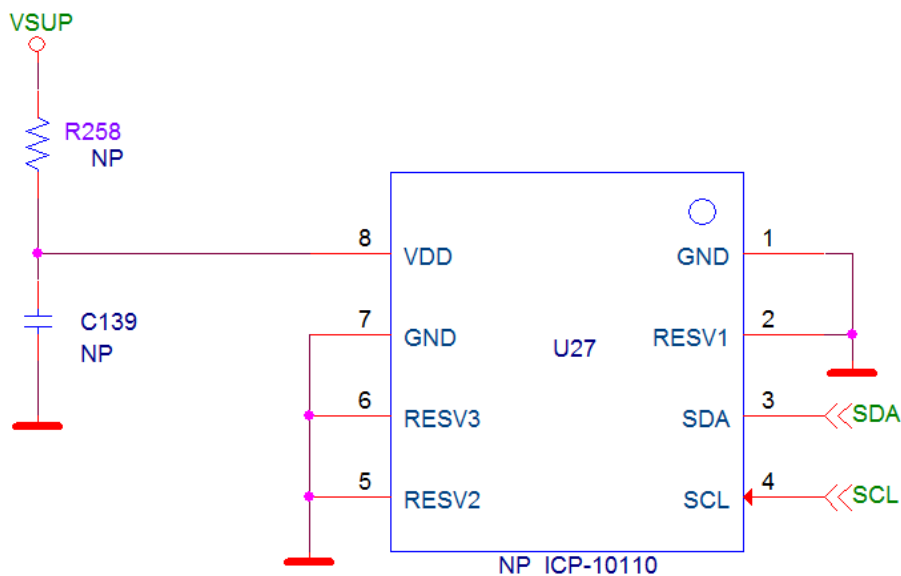 VSUP
R258
NP
8
VDD
GND
1
C139
NP
7
GND
U27
RESV1
2
6
RESV3
SDA
3
SDA
5
RESV2
SCL
4
SCL
NP ICP-10110